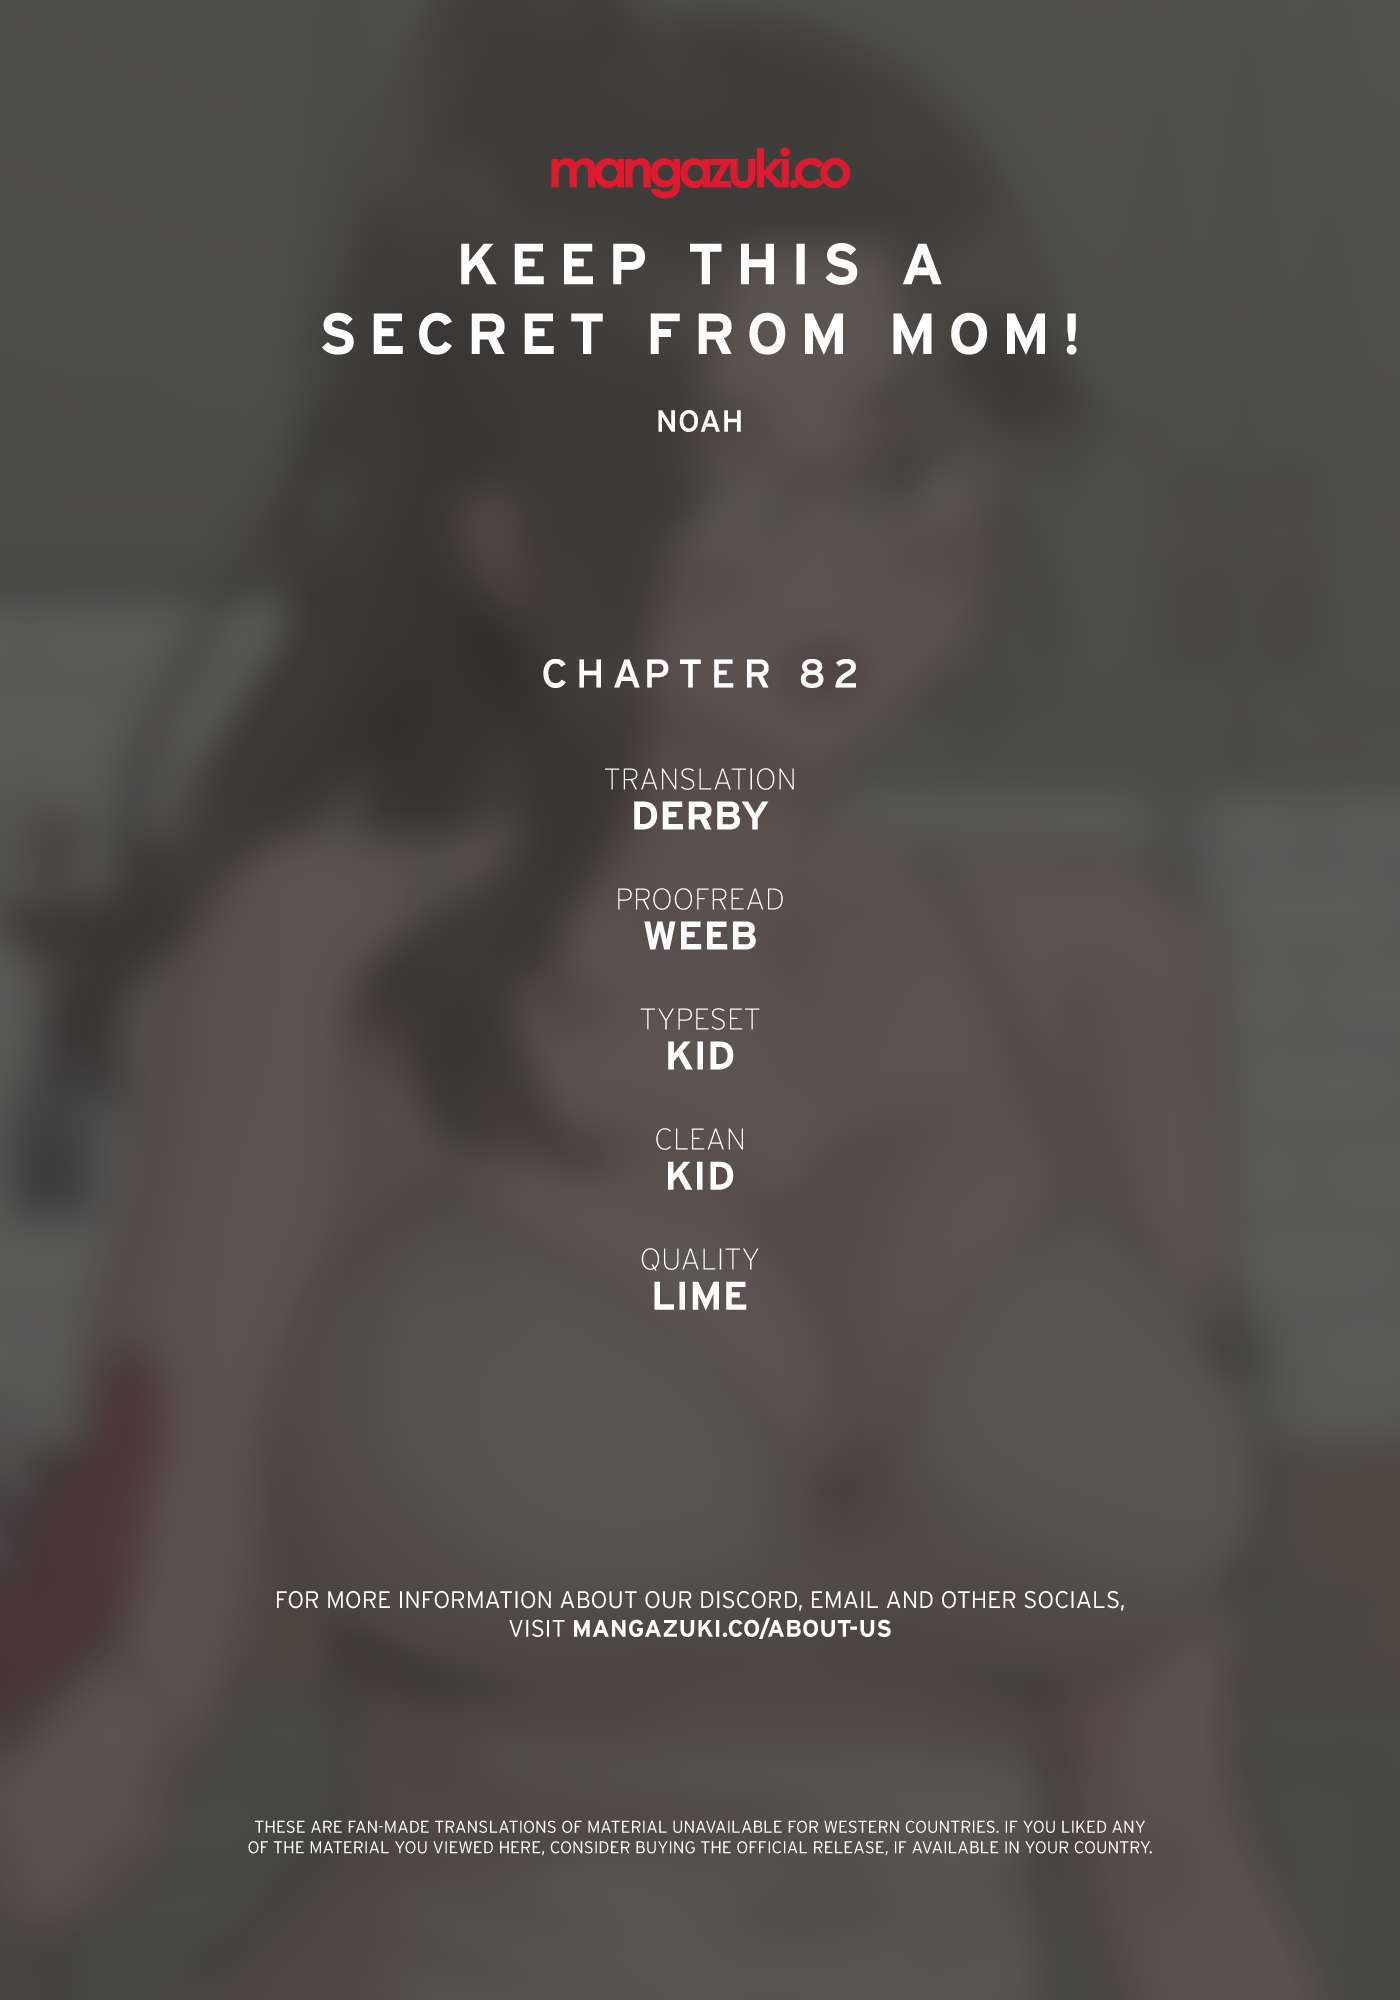 mangazuki.co
KEEP THIS A
SECRET FROM MOM!
NOAH
CHAPTER 82
TRANSLATION
DERBY
PROOFREAD
WEEB
TYPESET
KID
CLEAN
KID
QUALITY
LIME
FOR MORE INFORMATION ABOUT OUR DISCORD, EMAIL AND OTHER SOCIALS,
VISIT MANGAZUKI.CO/ABOUT-US
THESE ARE FAN-MADE TRANSLATIONS OF MATERIAL UNAVAILABLE FOR WESTERN COUNTRIES. IF YOU LIKED ANY
OF THE MATERIAL YOU VIEWED HERE, CONSIDER BUYING THE OFFICIAL RELEASE, IF AVAILABLE IN YOUR COUNTRY.